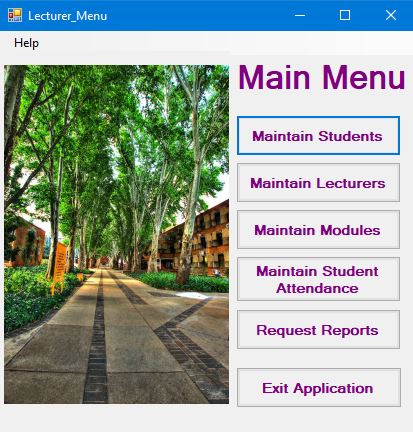 Lecturer_Menu
Help
Main Menu
Maintain Students
Maintain Lecturers
Maintain Modules
Maintain Student
Attendance
Request Reports
Exit Application